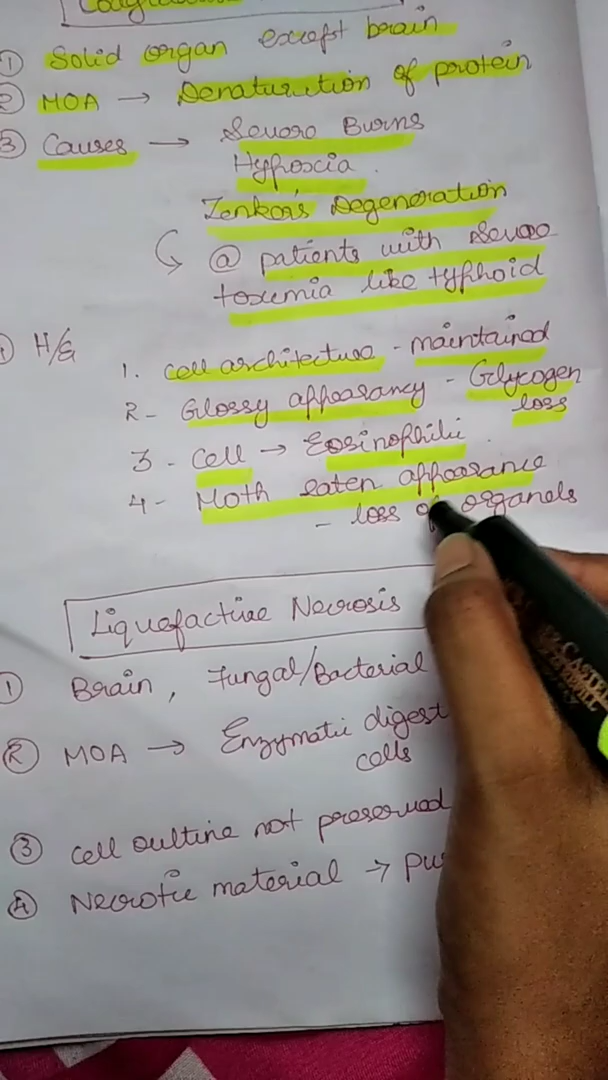 ① Solid organ except brain
② MOA → Denaturation of protein
③ Causes → Severe Burns
Hypoxia.
Zenker's Degeneration
@ patients with severe
toxemia like typhoid
H/E
1. Cell architecture - maintained
2- Glossy appearancy - Glycogen
loss
3- Cell → Eosinophilic.
4- Moth eaten appearance
- loss of organels
Liquefactive Necrosis
① Brain, Fungal/Bacterial
② MOA → Enzymatic digest
cells
③ Cell outline not preserved
④ Necrotic material → Pu